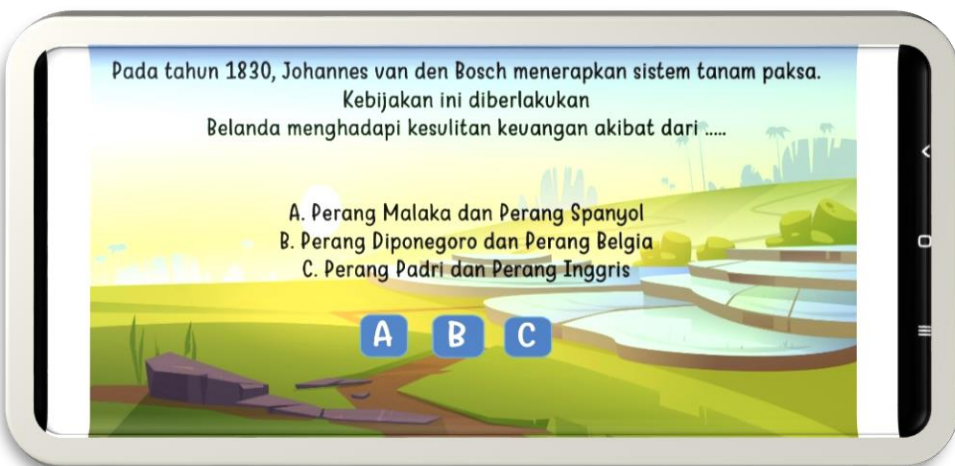 Pada tahun 1830, Johannes van den Bosch menerapkan sistem tanam paksa.
Kebijakan ini diberlakukan
Belanda menghadapi kesulitan keuangan akibat dari .....
A. Perang Malaka dan Perang Spanyol
B. Perang Diponegoro dan Perang Belgia
C. Perang Padri dan Perang Inggris
A B C